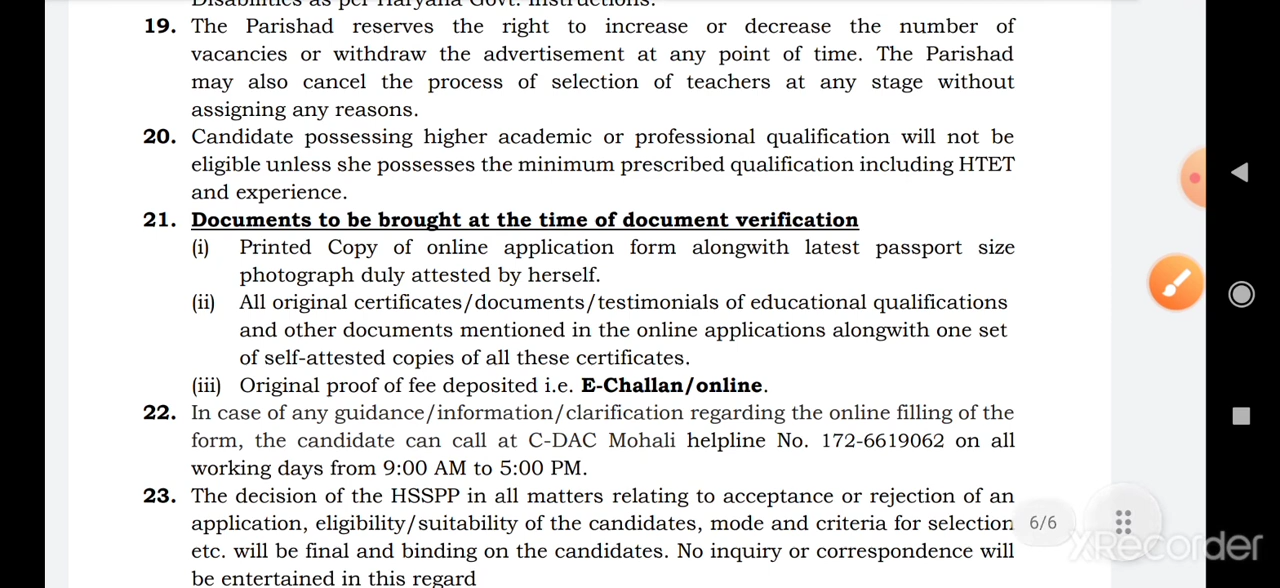 Disabilities as per Haryana Govt. instructions.
19. The Parishad reserves the right to increase or decrease the number of
vacancies or withdraw the advertisement at any point of time. The Parishad
may also cancel the process of selection of teachers at any stage without
assigning any reasons.
20. Candidate possessing higher academic or professional qualification will not be
eligible unless she possesses the minimum prescribed qualification including HTET
and experience.
21. Documents to be brought at the time of document verification
(i) Printed Copy of online application form alongwith latest passport size
photograph duly attested by herself.
(ii) All original certificates/documents/testimonials of educational qualifications
and other documents mentioned in the online applications alongwith one set
of self-attested copies of all these certificates.
(iii) Original proof of fee deposited i.e. E-Challan/online.
22. In case of any guidance/information/clarification regarding the online filling of the
form, the candidate can call at C-DAC Mohali helpline No. 172-6619062 on all
working days from 9:00 AM to 5:00 PM.
23. The decision of the HSSPP in all matters relating to acceptance or rejection of an
application, eligibility/suitability of the candidates, mode and criteria for selection
etc. will be final and binding on the candidates. No inquiry or correspondence will
be entertained in this regard
6/6
XRecorder